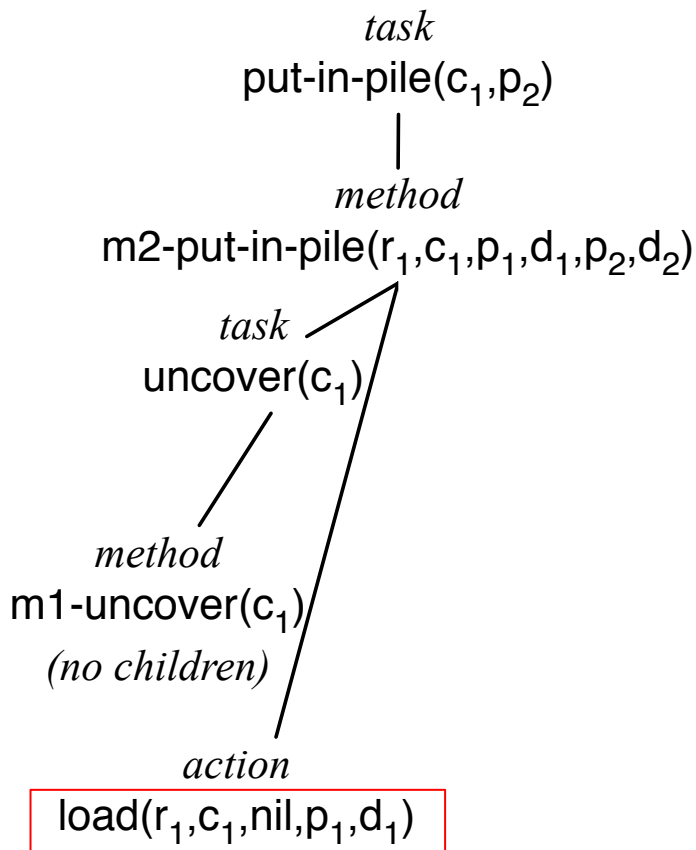 task
put-in-pile(c₁,p₂)
method
m2-put-in-pile(r₁,c₁,p₁,d₁,p₂,d₂)
task
uncover(c₁)
method
m1-uncover(c₁)
(no children)
action
load(r₁,c₁,nil,p₁,d₁)